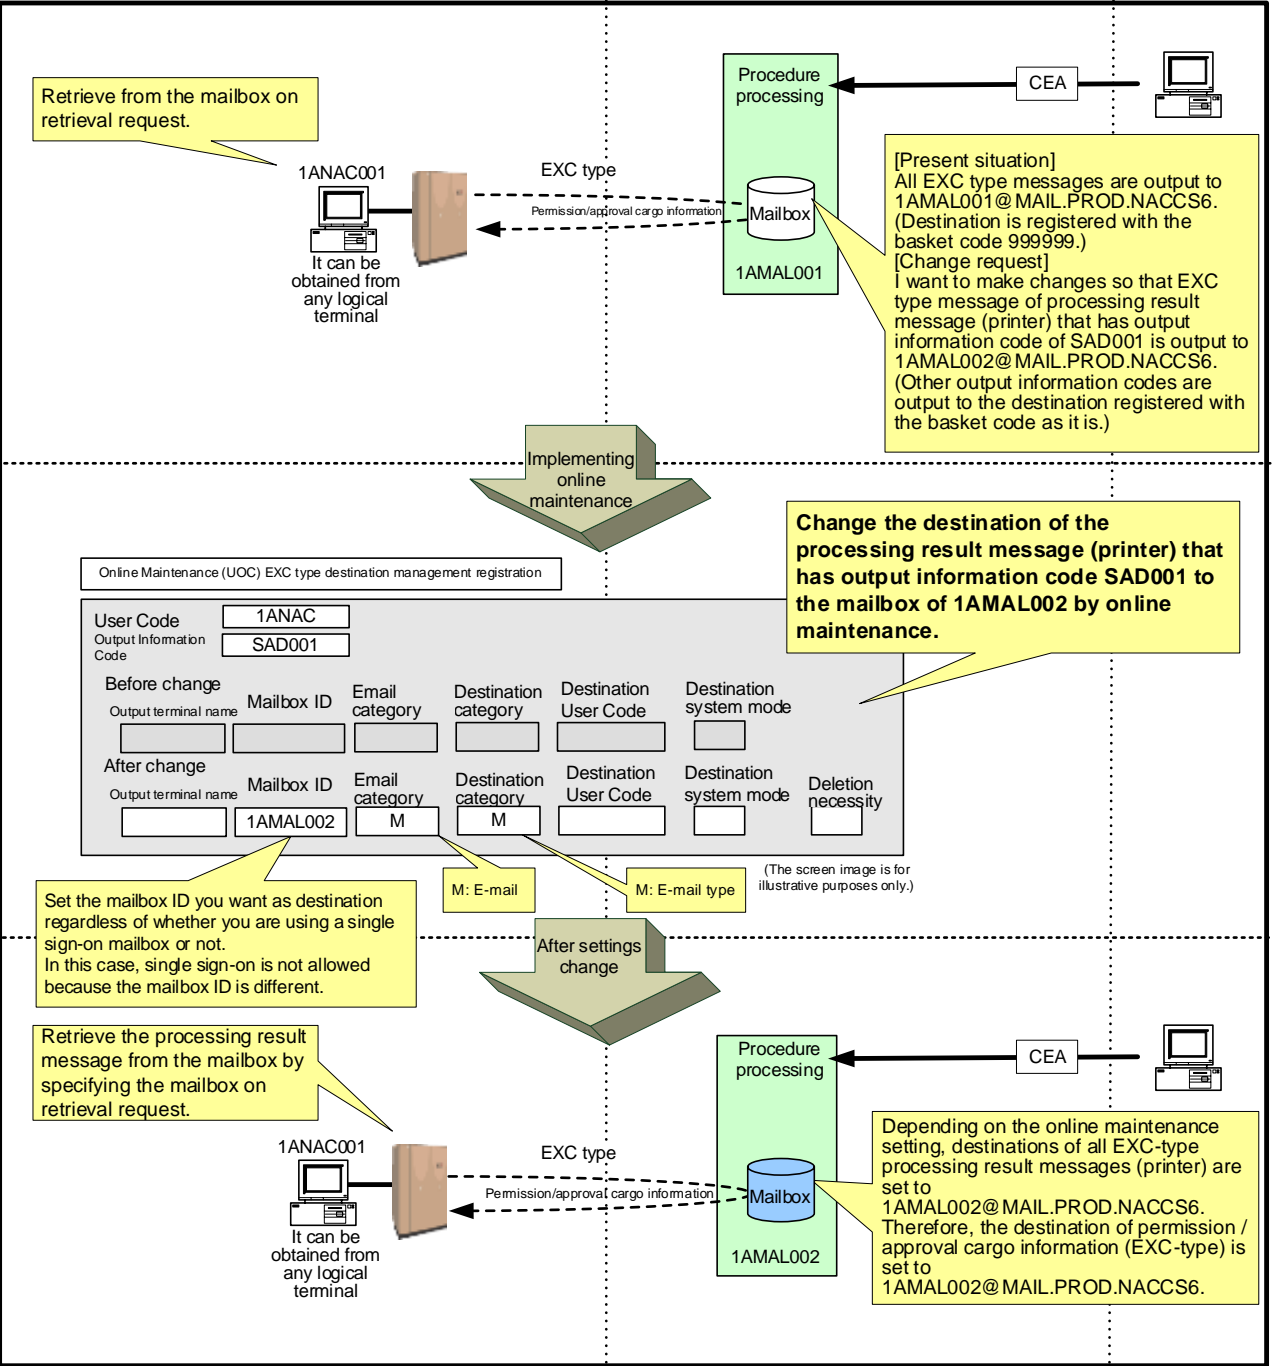 Procedure
processing
CEA
Retrieve from the mailbox on
retrieval request.
1ANAC001
EXC type
Permission/approval cargo information
Mailbox
1AMAL001
It can be
obtained from
any logical
terminal
[Present situation]
All EXC type messages are output to
1AMAL001@MAIL.PROD.NACCS6.
(Destination is registered with the
basket code 999999.)
[Change request]
I want to make changes so that EXC
type message of processing result
message (printer) that has output
information code of SAD001 is output to
1AMAL002@MAIL.PROD.NACCS6.
(Other output information codes are
output to the destination registered with
the basket code as it is.)
Implementing
online
maintenance
Change the destination of the
processing result message (printer) that
has output information code SAD001 to
the mailbox of 1AMAL002 by online
maintenance.
Online Maintenance (UOC) EXC type destination management registration
User Code 1ANAC
Output Information
Code
SAD001
Before change
Output terminal name
Mailbox ID
Email
category
Destination
category
Destination
User Code
Destination
system mode
After change
Output terminal name
Mailbox ID
Email
category
Destination
category
Destination
User Code
Destination
system mode
Deletion
necessity
1AMAL002 M M
(The screen image is for
illustrative purposes only.)
M: E-mail
M: E-mail type
Set the mailbox ID you want as destination
regardless of whether you are using a single
sign-on mailbox or not.
In this case, single sign-on is not allowed
because the mailbox ID is different.
After settings
change
Retrieve the processing result
message from the mailbox by
specifying the mailbox on
retrieval request.
Procedure
processing
CEA
1ANAC001
EXC type
Permission/approval cargo information
Mailbox
1AMAL002
It can be
obtained from
any logical
terminal
Depending on the online maintenance
setting, destinations of all EXC-type
processing result messages (printer) are
set to
1AMAL002@MAIL.PROD.NACCS6.
Therefore, the destination of permission /
approval cargo information (EXC-type) is
set to
1AMAL002@MAIL.PROD.NACCS6.